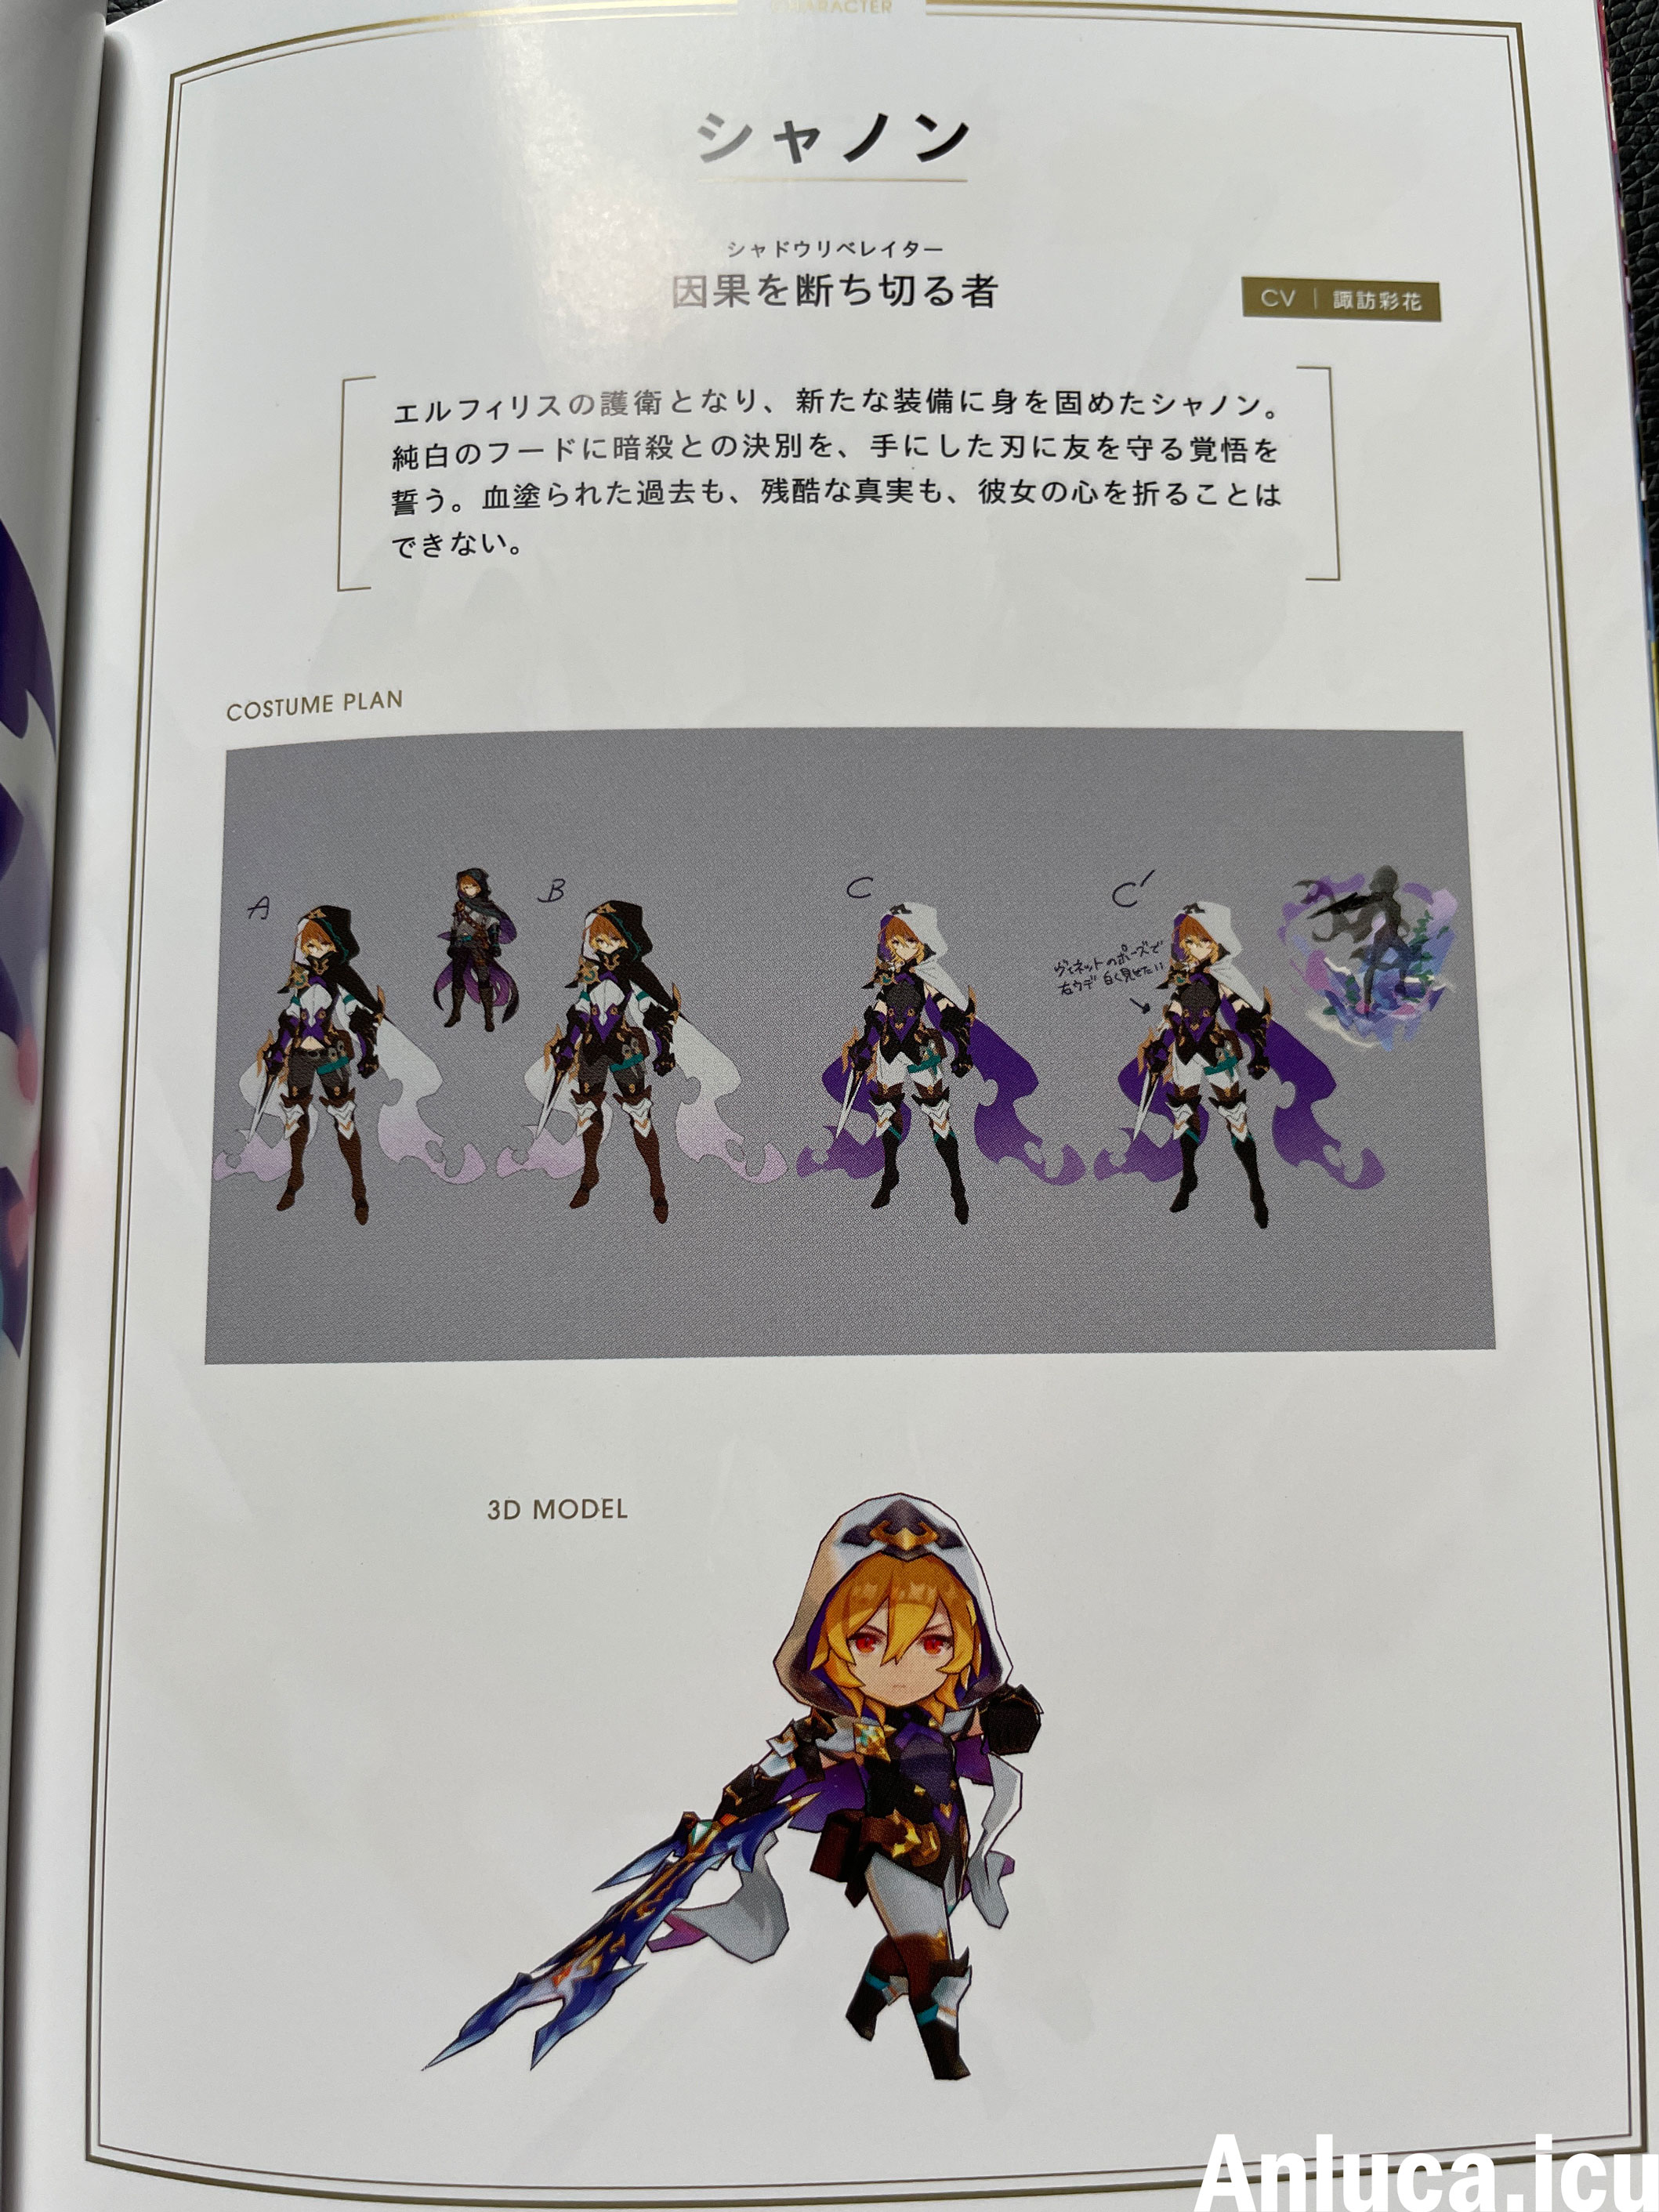 CHARACTER
シャノン
シャドウリベレイター
因果を断ち切る者
CV | 諏訪彩花
エルフィリスの護衛となり、新たな装備に身を固めたシャノン。
純白のフードに暗殺との決別を、手にした刃に友を守る覚悟を
誓う。血塗られた過去も、残酷な真実も、彼女の心を折ることは
できない。
COSTUME PLAN
A
B
C
C′
ヴィネットのポーズで
右ウデ 白く見せたい
3D MODEL
Anluca.icu